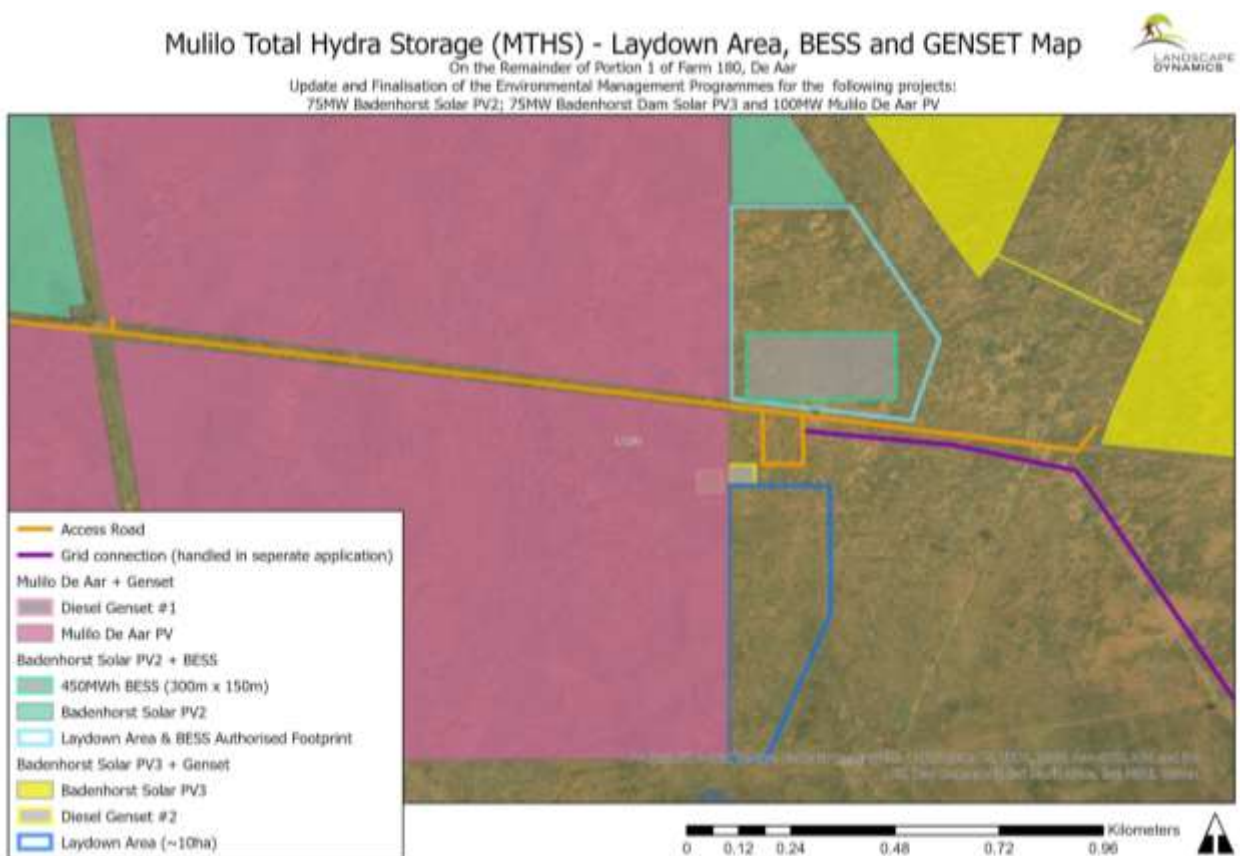 Mulilo Total Hydra Storage (MTHS) - Laydown Area, BESS and GENSET Map
On the Remainder of Portion 1 of Farm 180, De Aar
Update and Finalisation of the Environmental Management Programmes for the following projects:
75MW Badenhorst Solar PV2; 75MW Badenhorst Dam Solar PV3 and 100MW Mulilo De Aar PV
LANDSCAPE
DYNAMICS
Access Road
Grid connection (handled in seperate application)
Mulilo De Aar + Genset
Diesel Genset #1
Mulilo De Aar PV
Badenhorst Solar PV2 + BESS
450MWh BESS (300m x 150m)
Badenhorst Solar PV2
Laydown Area & BESS Authorised Footprint
Badenhorst Solar PV3 + Genset
Badenhorst Solar PV3
Diesel Genset #2
Laydown Area (~10ha)
Kilometers
0 0.12 0.24 0.48 0.72 0.96